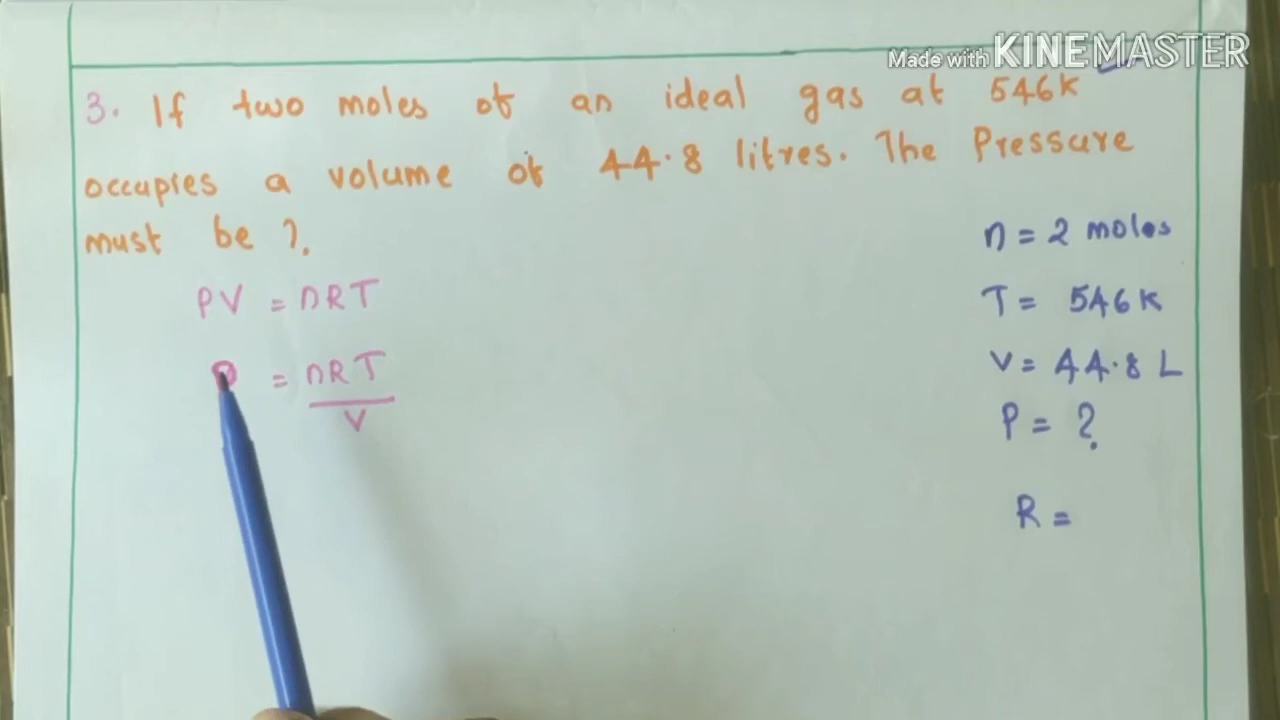 Made with KINEMASTER
3. If two moles of an ideal gas at 546K
occupies a volume of 44.8 litres. The Pressure
must be ?.
n = 2 moles
PV = nRT
T = 546K
P = nRT
V
V = 44.8 L
P = ?
R =